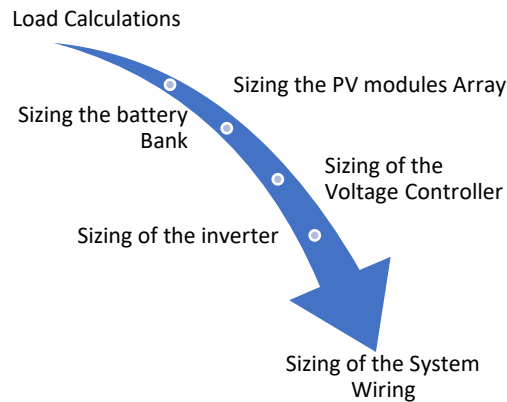 Load Calculations
Sizing the PV modules Array
Sizing the battery
Bank
Sizing of the
Voltage Controller
Sizing of the inverter
Sizing of the System
Wiring